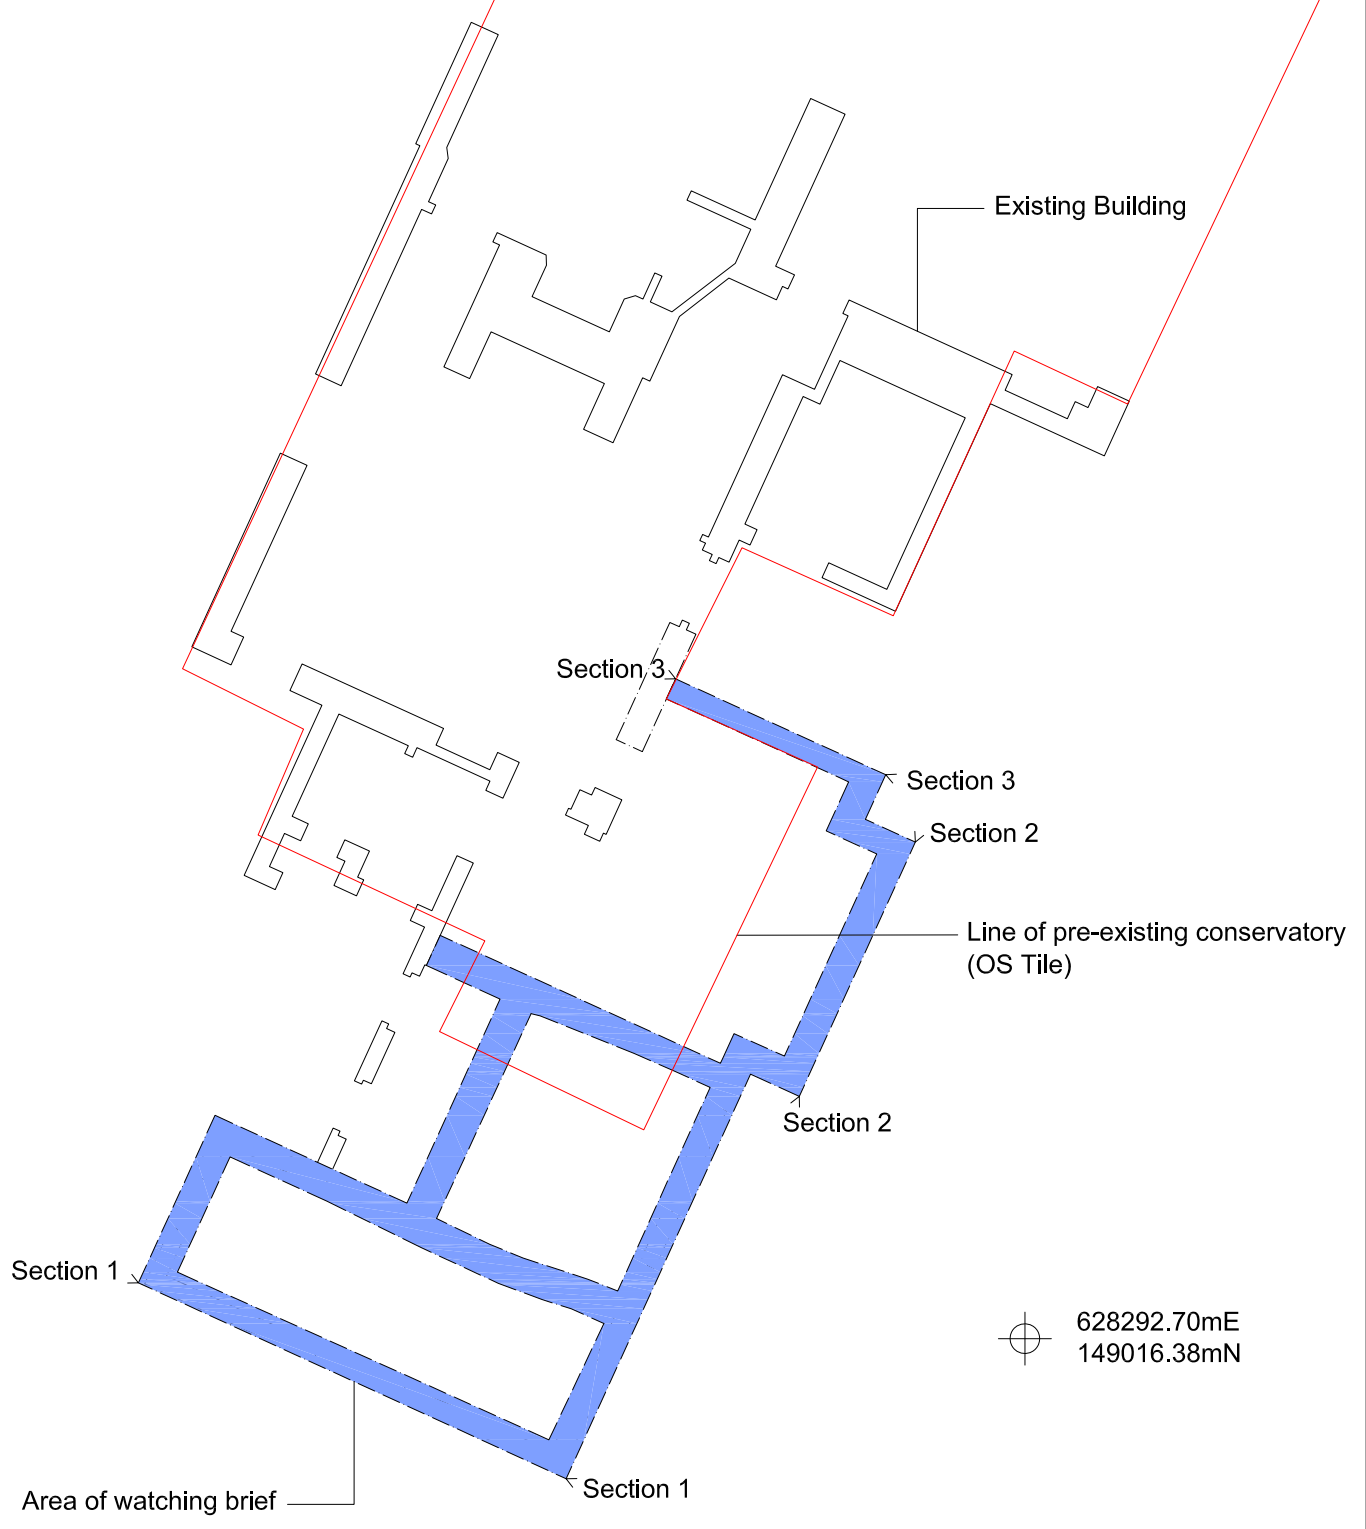 Existing Building
Section 3
Section 3
Section 2
Line of pre-existing conservatory
(OS Tile)
Section 2
Section 1
628292.70mE
149016.38mN
Section 1
Area of watching brief